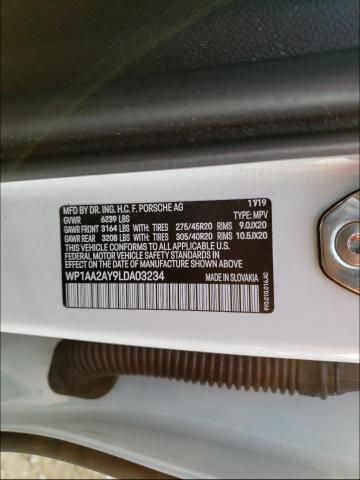 MFD BY DR. ING. H.C. F. PORSCHE AG 11/19
GVWR 6239 LBS TYPE: MPV
GAWR FRONT 3164 LBS WITH TIRES 275/45R20 RIMS 9.0JX20
GAWR REAR 3208 LBS WITH TIRES 305/40R20 RIMS 10.5JX20
THIS VEHICLE CONFORMS TO ALL APPLICABLE U.S.
FEDERAL MOTOR VEHICLE SAFETY STANDARDS IN
EFFECT ON THE DATE OF MANUFACTURE SHOWN ABOVE
WP1AA2AY9LDA03234 MADE IN SLOVAKIA